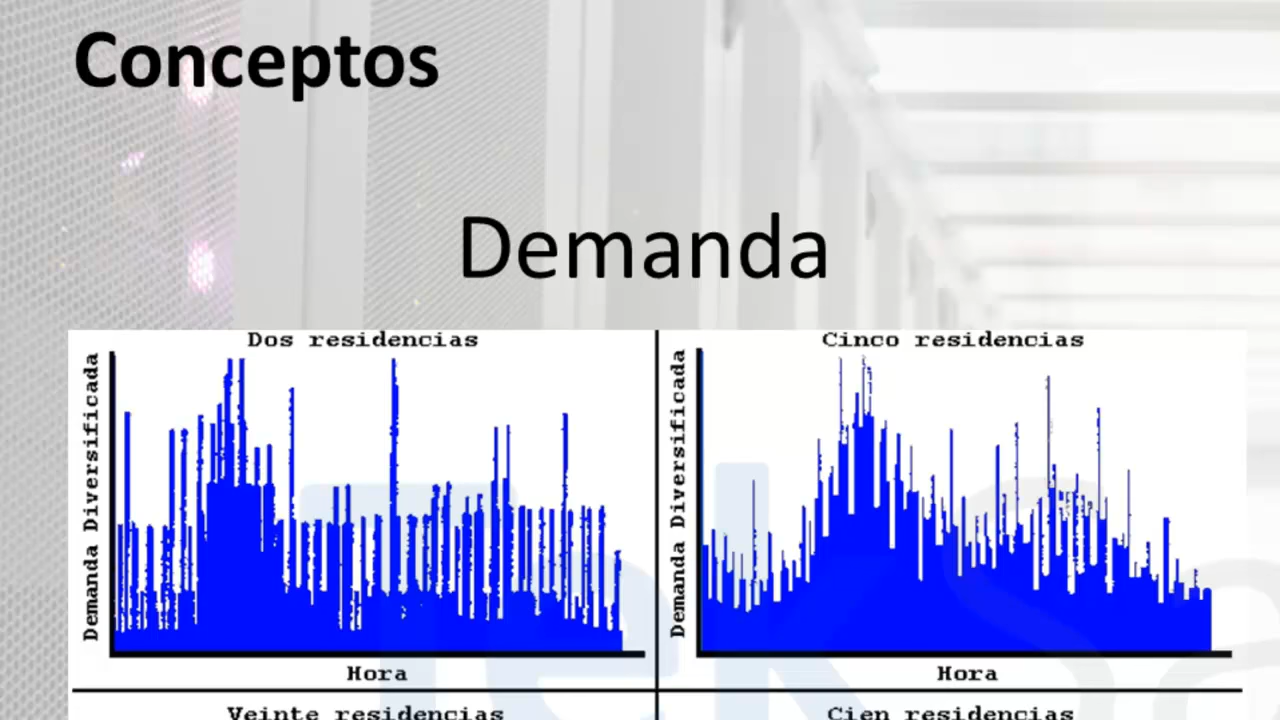 Conceptos
Demanda
Dos residencias
Cinco residencias
Demanda Diversificada
Demanda Diversificada
Hora
Hora
Veinte residencias
Cien residencias